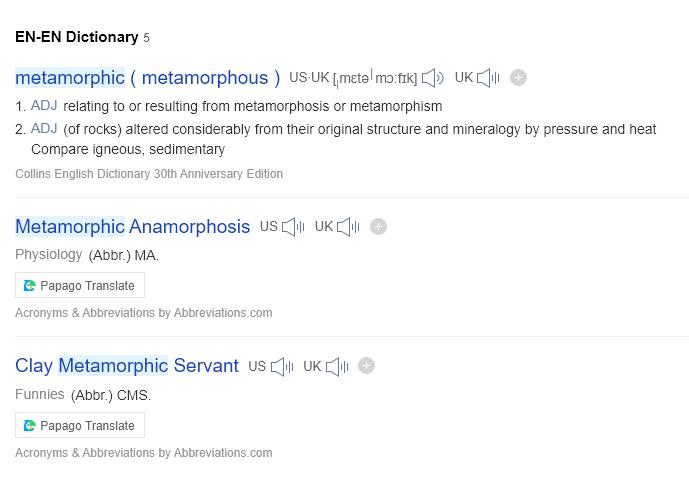 EN-EN Dictionary 5
metamorphic ( metamorphous ) US·UK [ˌmɛtəˈmɔːfɪk] UK
1. ADJ relating to or resulting from metamorphosis or metamorphism
2. ADJ (of rocks) altered considerably from their original structure and mineralogy by pressure and heat
Compare igneous, sedimentary
Collins English Dictionary 30th Anniversary Edition
Metamorphic Anamorphosis US UK
Physiology (Abbr.) MA.
Papago Translate
Acronyms & Abbreviations by Abbreviations.com
Clay Metamorphic Servant US UK
Funnies (Abbr.) CMS.
Papago Translate
Acronyms & Abbreviations by Abbreviations.com